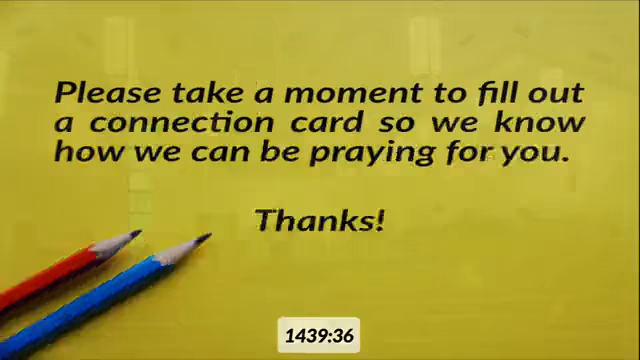 Please take a moment to fill out
a connection card so we know
how we can be praying for you.
Thanks!
1439:36